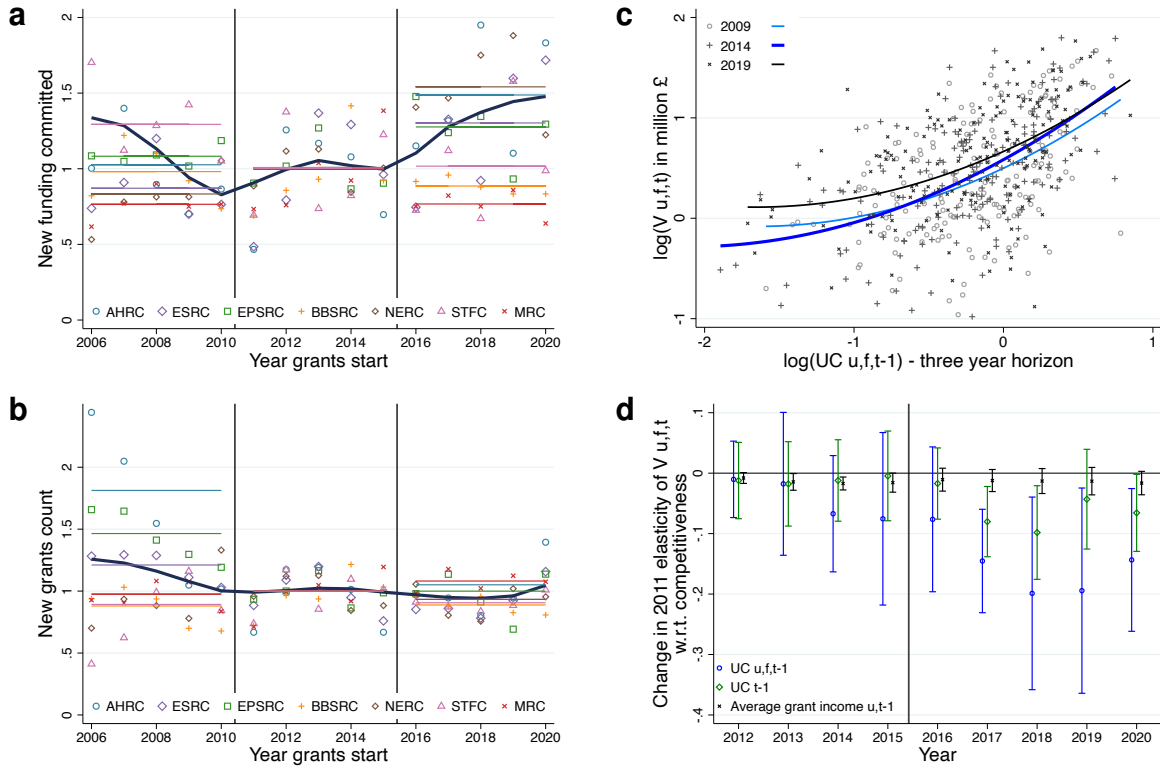 a
New funding committed
2
1.5
1
.5
0
AHRC ESRC EPSRC BBSRC NERC STFC MRC
2006 2008 2010 2012 2014 2016 2018 2020
Year grants start
b
New grants count
2
1.5
1
.5
0
AHRC ESRC EPSRC BBSRC NERC STFC MRC
2006 2008 2010 2012 2014 2016 2018 2020
Year grants start
c
log(V u,f,t) in million £
2
1
0
-1
2009
2014
2019
-2 -1 0 1
log(UC u,f,t-1) - three year horizon
d
Change in 2011 elasticity of V u,f,t
w.r.t. competitiveness
.1
0
-.1
-.2
-.3
-.4
UC u,f,t-1
UC t-1
Average grant income u,t-1
2012 2013 2014 2015 2016 2017 2018 2019 2020
Year